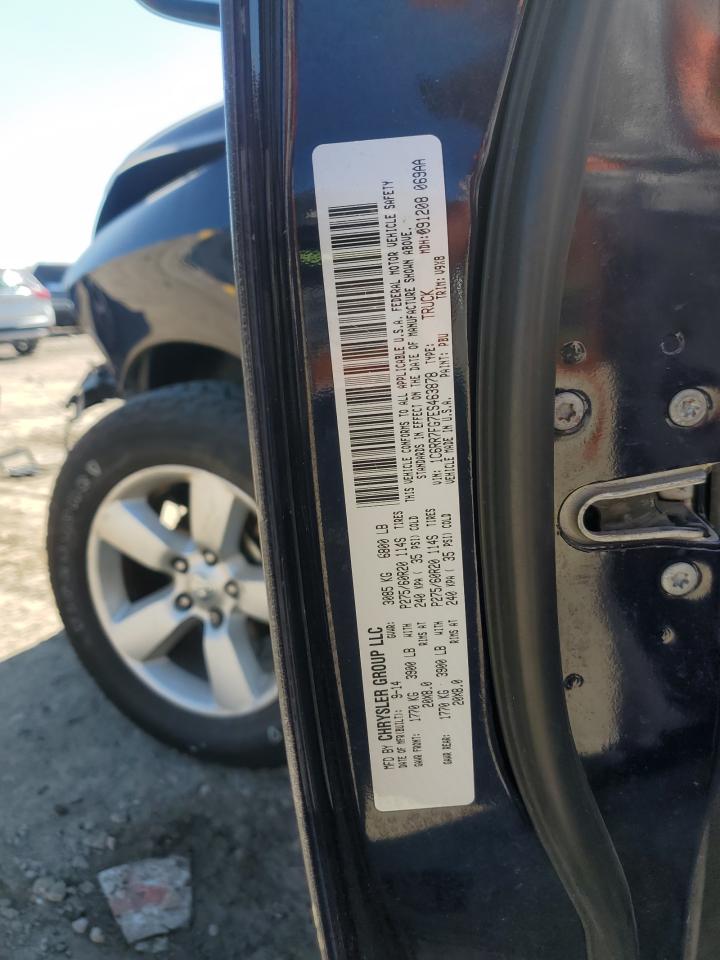 MFD BY CHRYSLER GROUP LLC
DATE OF MFR(BUILT): 9-14 GVWR: 3085 KG 6800 LB
GAWR FRONT: 1770 KG 3900 LB WITH P275/60R20 114S TIRES
20X8.0 RIMS AT 240 KPA ( 35 PSI) COLD
GAWR REAR: 1770 KG 3900 LB WITH P275/60R20 114S TIRES
20X8.0 RIMS AT 240 KPA ( 35 PSI) COLD
THIS VEHICLE CONFORMS TO ALL APPLICABLE U.S.A. FEDERAL MOTOR VEHICLE SAFETY
STANDARDS IN EFFECT ON THE DATE OF MANUFACTURE SHOWN ABOVE.
VIN: 1C6RR7FG7ES463878 TYPE: TRUCK MDH:091208 069AA
VEHICLE MADE IN U.S.A. PAINT: PBU TRIM: V9X8